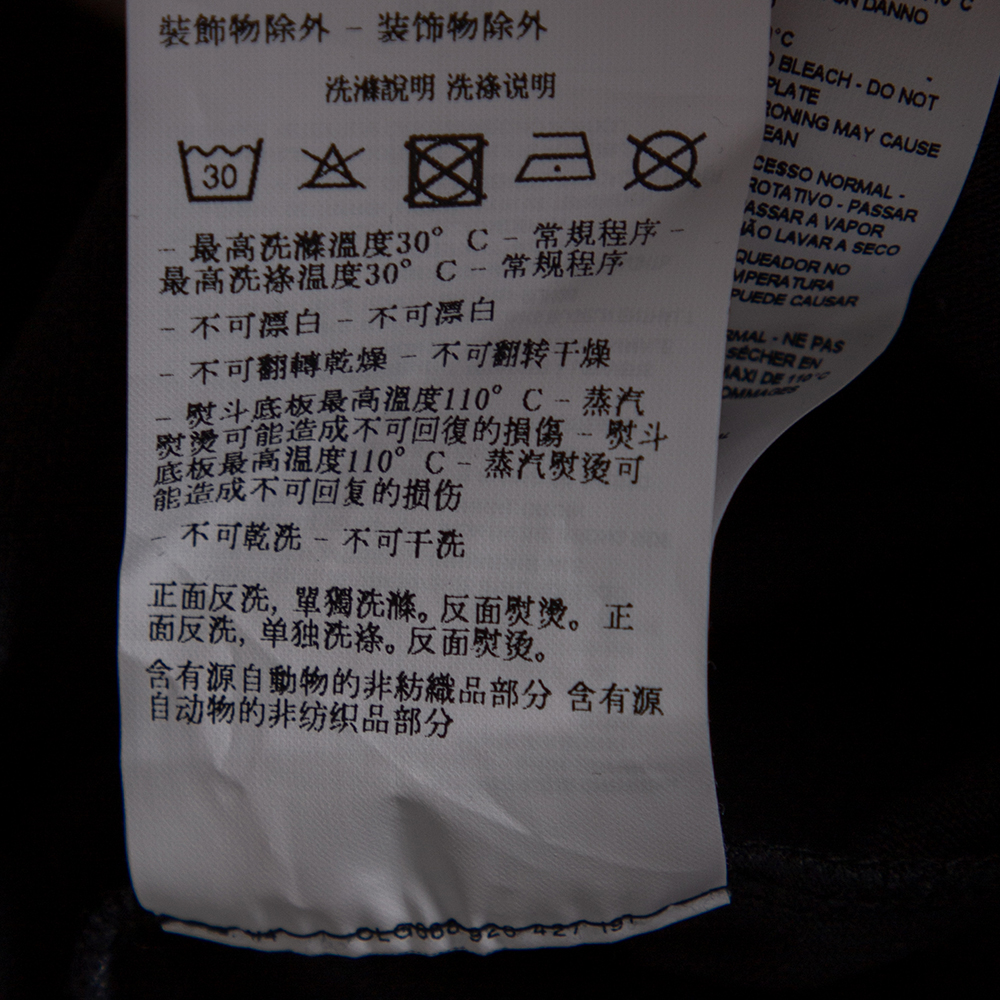 裝飾物除外 – 装饰物除外
洗滌說明 洗涤说明
30
– 最高洗滌溫度30° C – 常規程序 –
最高洗涤温度30° C – 常规程序
– 不可漂白 – 不可漂白
– 不可翻轉乾燥 – 不可翻转干燥
– 熨斗底板最高溫度110° C – 蒸汽
熨燙可能造成不可回復的損傷 – 熨斗
底板最高温度110° C – 蒸汽熨烫可
能造成不可回复的损伤
– 不可乾洗 – 不可干洗
正面反洗, 單獨洗滌。反面熨燙。 正
面反洗, 单独洗涤。反面熨烫。
含有源自動物的非紡織品部分 含有源
自动物的非纺织品部分
DANNO
°C
BLEACH - DO NOT
PLATE
RONING MAY CAUSE
EAN
CESSO NORMAL -
ROTATIVO - PASSAR
ASSAR A VAPOR
ÃO LAVAR A SECO
QUEADOR NO
MPERATURA
PUEDE CAUSAR
RMAL - NE PAS
SÉCHER EN
MAXI DE 110°C
OMMAGES